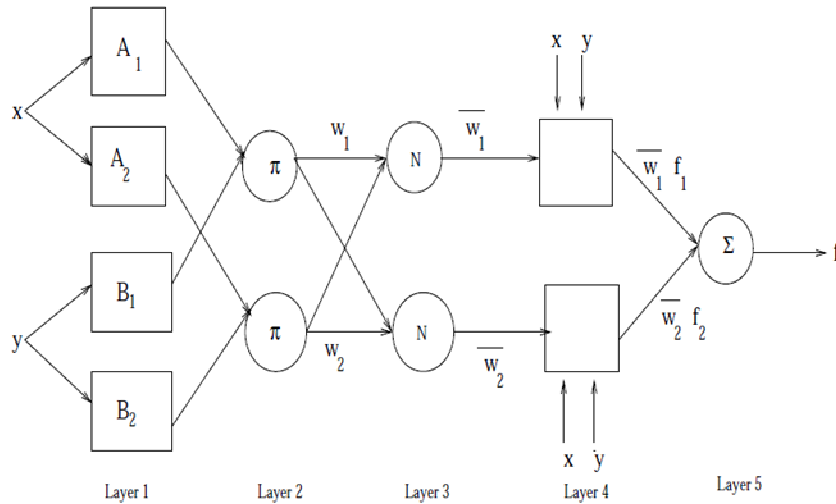 x
y
A1
A2
B1
B2
π
π
w1
w2
N
N
w̅1
w̅2
x y
x y
w̅1 f1
w̅2 f2
Σ
f
Layer 1 Layer 2 Layer 3 Layer 4 Layer 5